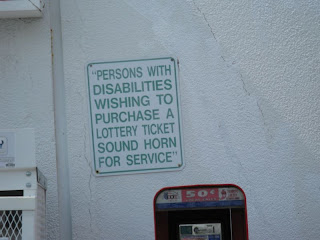 "PERSONS WITH
DISABILITIES
WISHING TO
PURCHASE A
LOTTERY TICKET
SOUND HORN
FOR SERVICE"
50¢